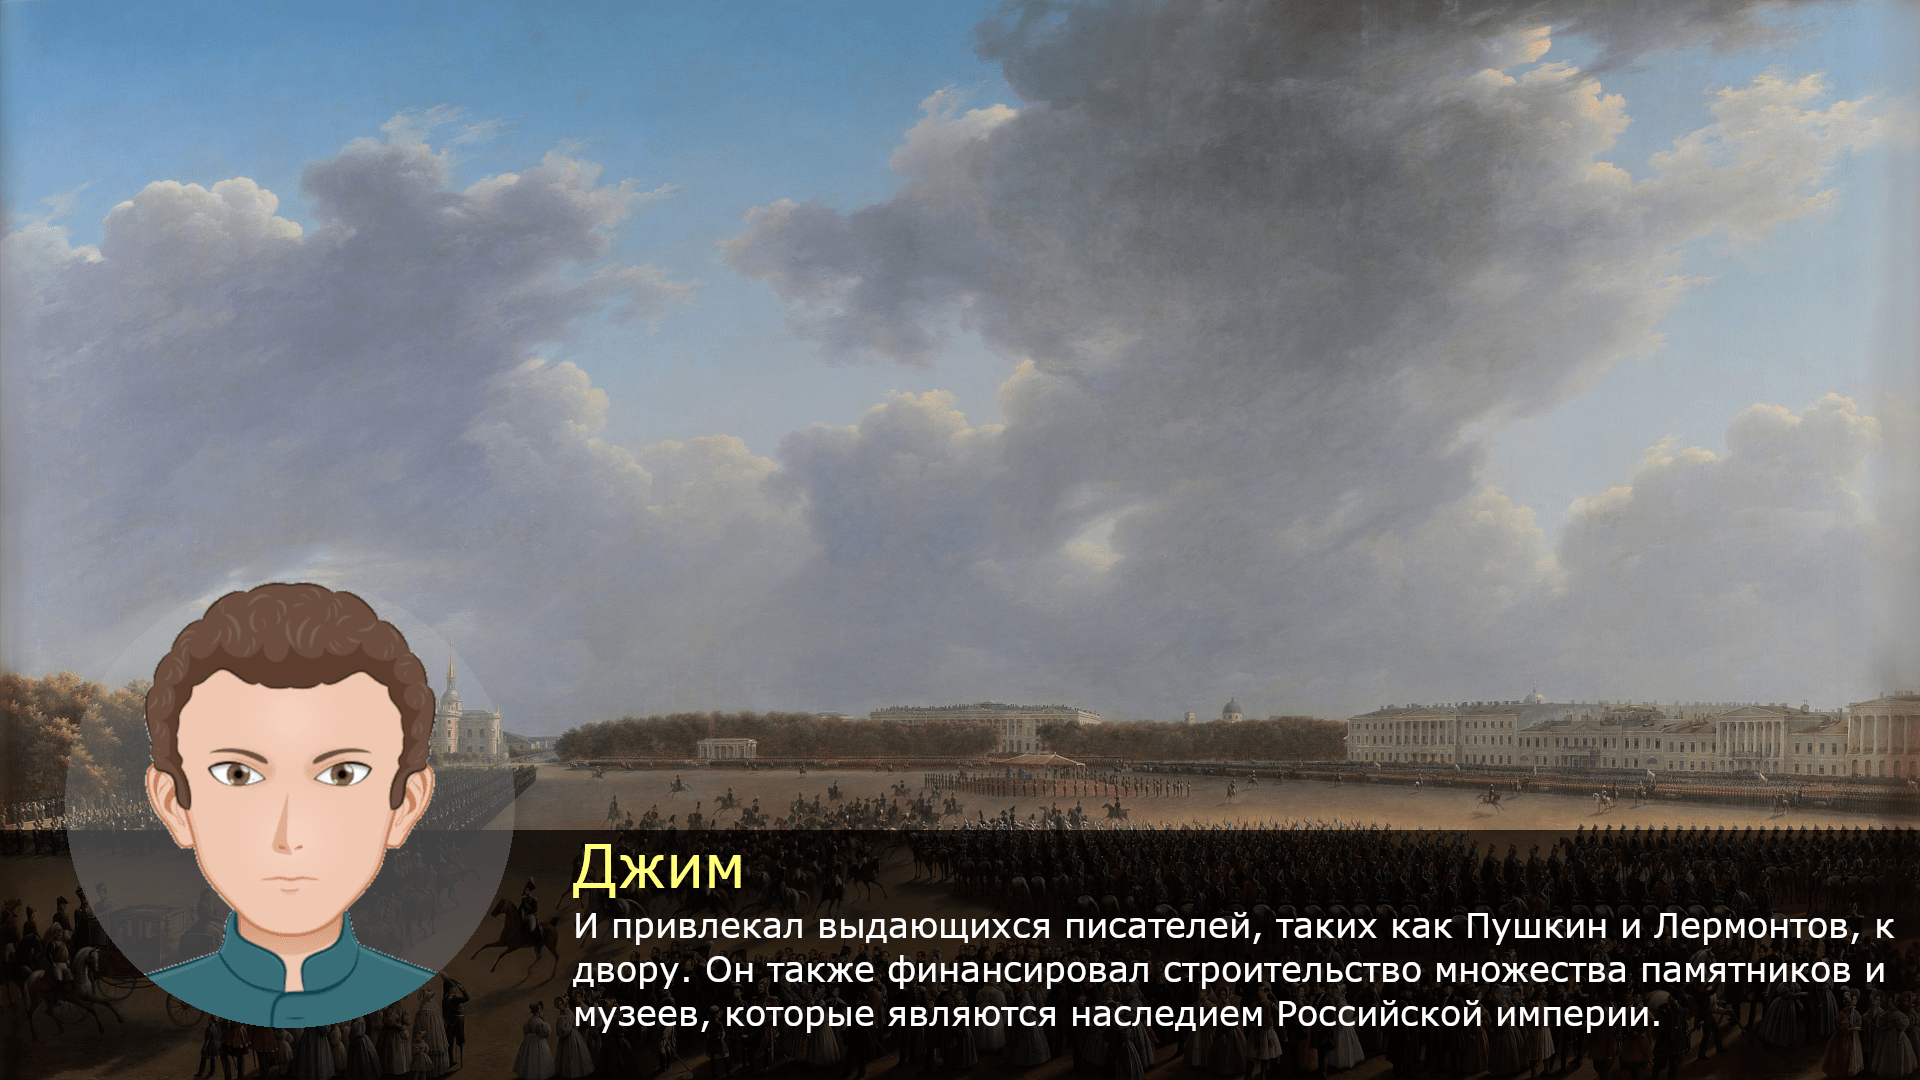 Джим
И привлекал выдающихся писателей, таких как Пушкин и Лермонтов, к
двору. Он также финансировал строительство множества памятников и
музеев, которые являются наследием Российской империи.